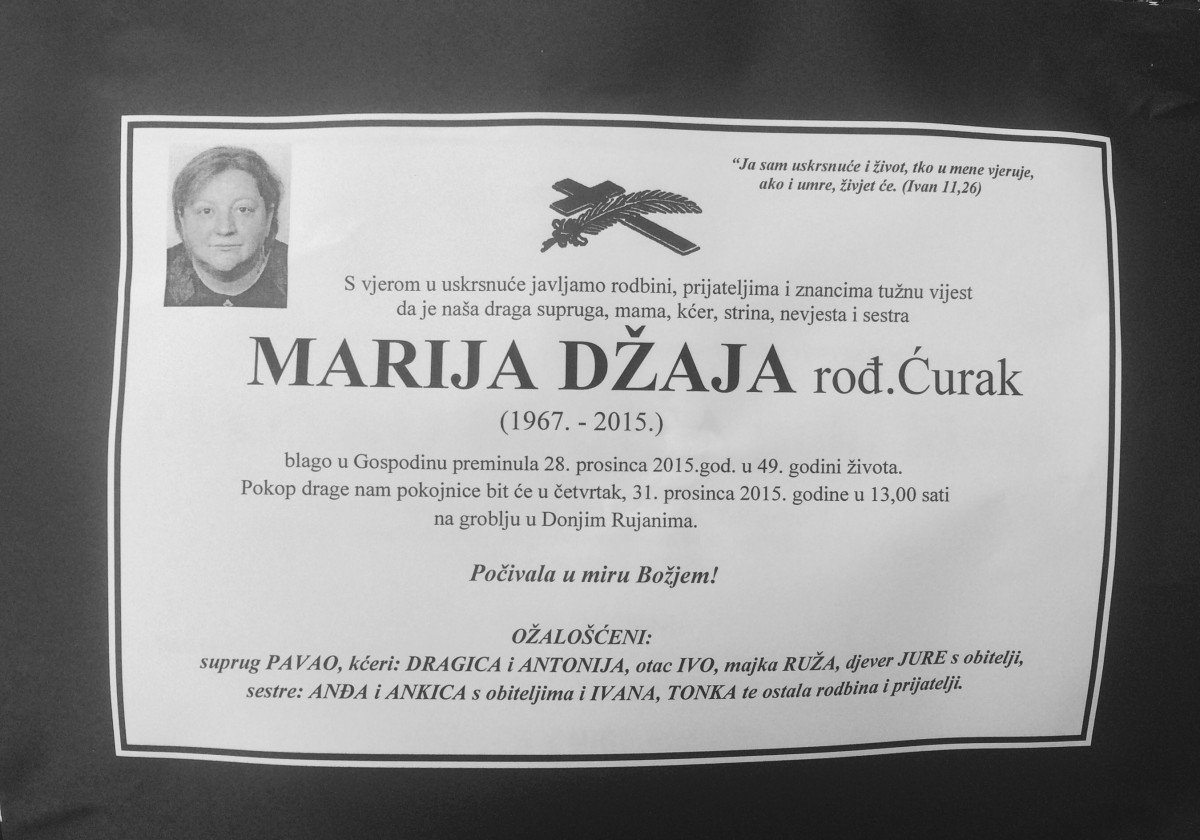 “Ja sam uskrsnuće i život, tko u mene vjeruje,
ako i umre, živjet će. (Ivan 11,26)
S vjerom u uskrsnuće javljamo rodbini, prijateljima i znancima tužnu vijest
da je naša draga supruga, mama, kćer, strina, nevjesta i sestra
MARIJA DŽAJA rođ.Ćurak
(1967. - 2015.)
blago u Gospodinu preminula 28. prosinca 2015.god. u 49. godini života.
Pokop drage nam pokojnice bit će u četvrtak, 31. prosinca 2015. godine u 13,00 sati
na groblju u Donjim Rujanima.
Počivala u miru Božjem!
OŽALOŠĆENI:
suprug PAVAO, kćeri: DRAGICA i ANTONIJA, otac IVO, majka RUŽA, djever JURE s obitelji,
sestre: ANĐA i ANKICA s obiteljima i IVANA, TONKA te ostala rodbina i prijatelji.